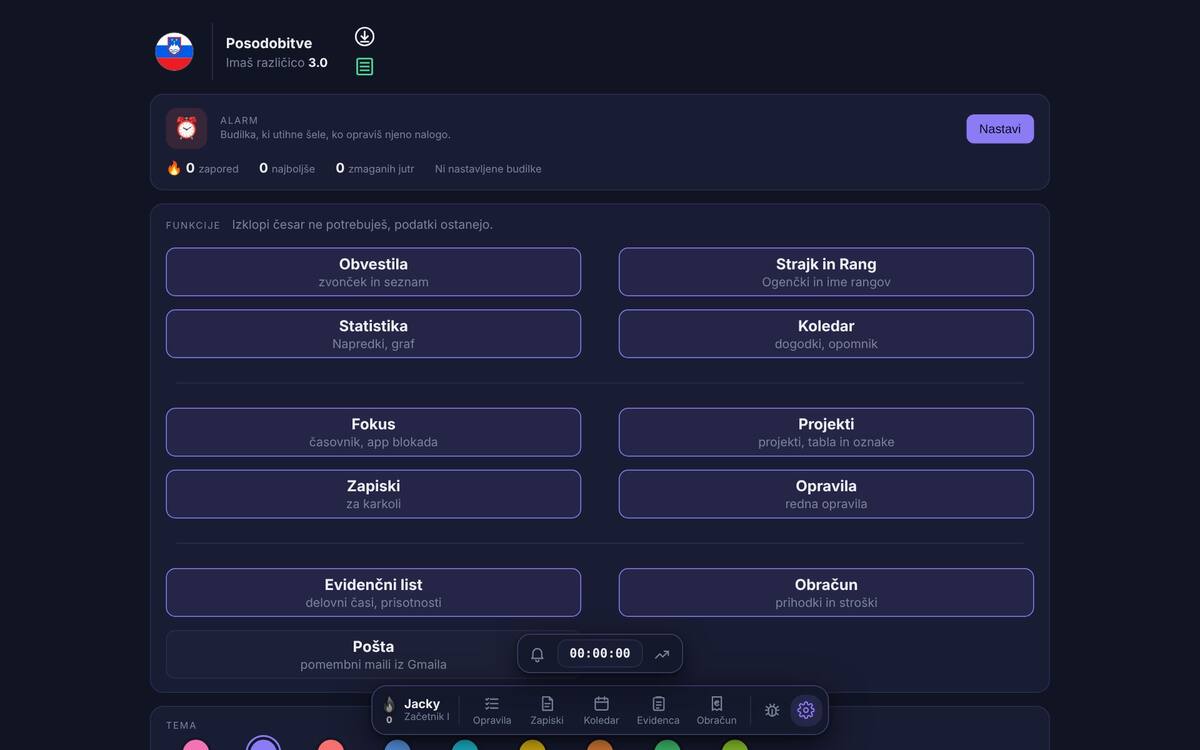 Posodobitve
Imaš različico 3.0
ALARM
Budilka, ki utihne šele, ko opraviš njeno nalogo.
Nastavi
0 zapored 0 najboljše 0 zmaganih jutr Ni nastavljene budilke
FUNKCIJE Izklopi česar ne potrebuješ, podatki ostanejo.
Obvestila
zvonček in seznam
Strajk in Rang
Ogenčki in ime rangov
Statistika
Napredki, graf
Koledar
dogodki, opomnik
Fokus
časovnik, app blokada
Projekti
projekti, tabla in oznake
Zapiski
za karkoli
Opravila
redna opravila
Evidenčni list
delovni časi, prisotnosti
Obračun
prihodki in stroški
Pošta
pomembni maili iz Gmaila
00:00:00
0
Jacky
Začetnik I
Opravila
Zapiski
Koledar
Evidenca
Obračun
TEMA